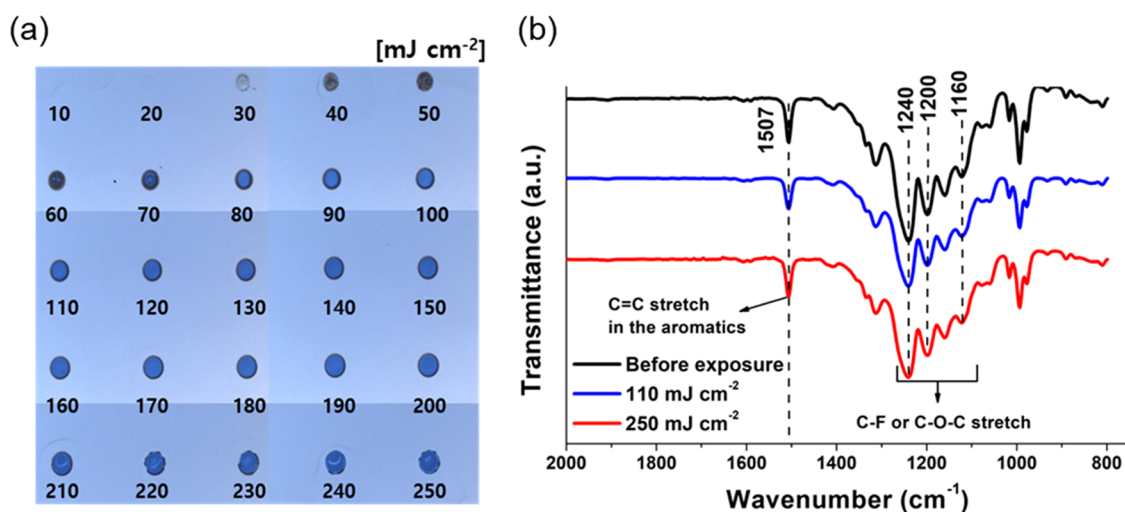 (a)
[mJ cm-2]
10 20 30 40 50
60 70 80 90 100
110 120 130 140 150
160 170 180 190 200
210 220 230 240 250
(b)
Transmittance (a.u.)
1507
1240
1200
1160
C=C stretch
in the aromatics
Before exposure
110 mJ cm-2
250 mJ cm-2
C-F or C-O-C stretch
2000 1800 1600 1400 1200 1000 800
Wavenumber (cm-1)